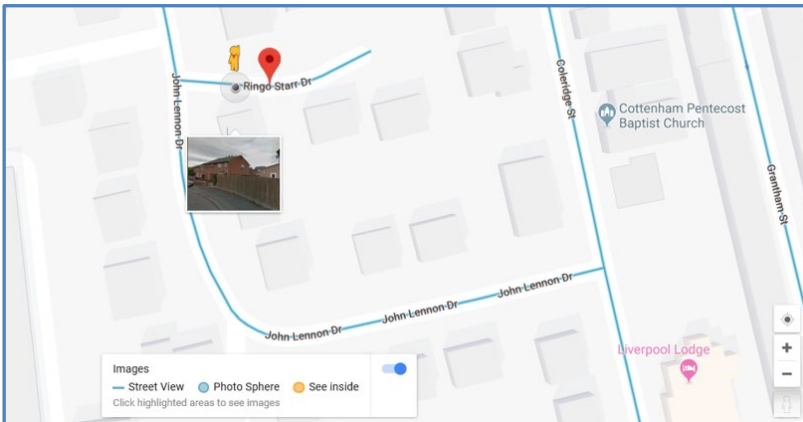 Ringo Starr Dr
John Lennon Dr
Coleridge St
Cottenham Pentecost
Baptist Church
Grantham St
John Lennon Dr
John Lennon Dr
John Lennon Dr
Liverpool Lodge
Images
Street View
Photo Sphere
See inside
Click highlighted areas to see images